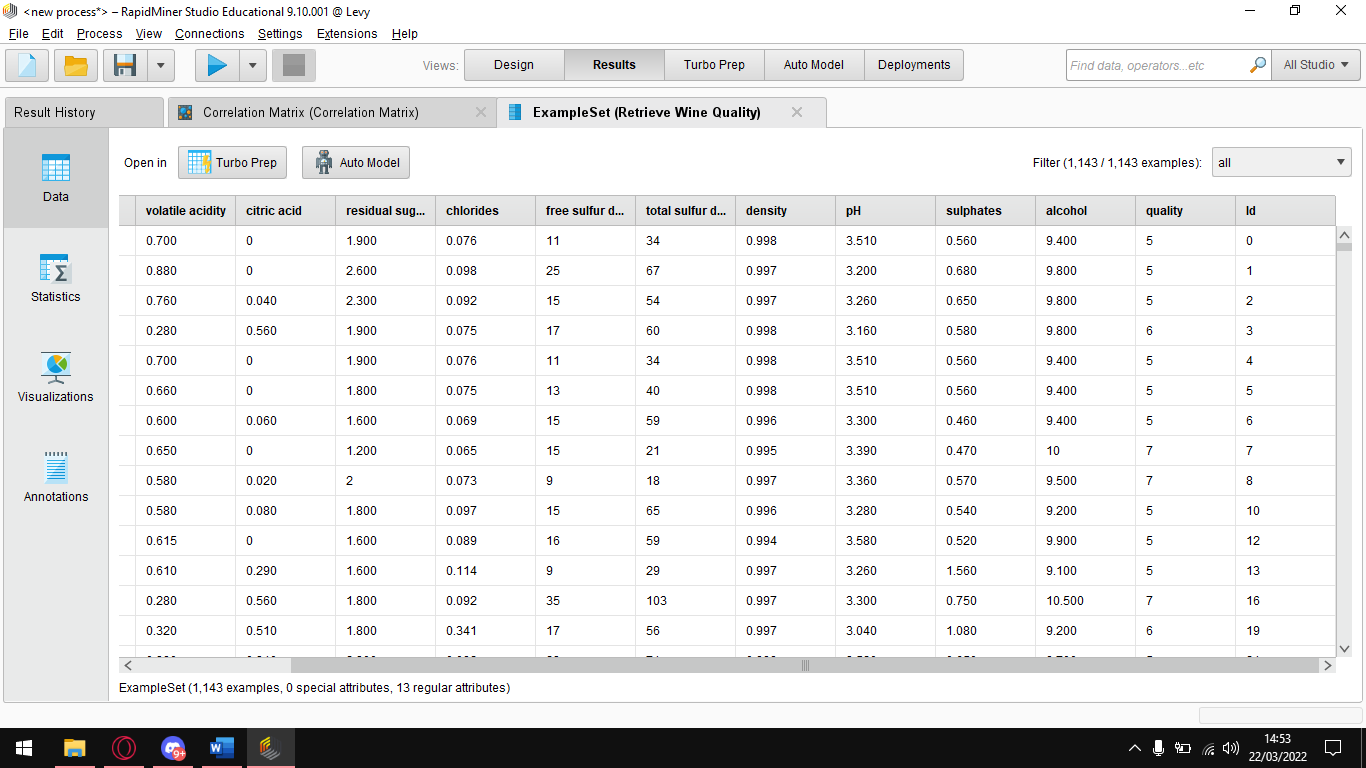 <new process*> – RapidMiner Studio Educational 9.10.001 @ Levy
File Edit Process View Connections Settings Extensions Help
Views: Design Results Turbo Prep Auto Model Deployments Find data, operators...etc All Studio
Result History Correlation Matrix (Correlation Matrix) ExampleSet (Retrieve Wine Quality)
Data
Statistics
Visualizations
Annotations
Open in Turbo Prep Auto Model Filter (1,143 / 1,143 examples): all
volatile acidity citric acid residual sug... chlorides free sulfur d... total sulfur d... density pH sulphates alcohol quality Id
0.700 0 1.900 0.076 11 34 0.998 3.510 0.560 9.400 5 0
0.880 0 2.600 0.098 25 67 0.997 3.200 0.680 9.800 5 1
0.760 0.040 2.300 0.092 15 54 0.997 3.260 0.650 9.800 5 2
0.280 0.560 1.900 0.075 17 60 0.998 3.160 0.580 9.800 6 3
0.700 0 1.900 0.076 11 34 0.998 3.510 0.560 9.400 5 4
0.660 0 1.800 0.075 13 40 0.998 3.510 0.560 9.400 5 5
0.600 0.060 1.600 0.069 15 59 0.996 3.300 0.460 9.400 5 6
0.650 0 1.200 0.065 15 21 0.995 3.390 0.470 10 7 7
0.580 0.020 2 0.073 9 18 0.997 3.360 0.570 9.500 7 8
0.580 0.080 1.800 0.097 15 65 0.996 3.280 0.540 9.200 5 10
0.615 0 1.600 0.089 16 59 0.994 3.580 0.520 9.900 5 12
0.610 0.290 1.600 0.114 9 29 0.997 3.260 1.560 9.100 5 13
0.280 0.560 1.800 0.092 35 103 0.997 3.300 0.750 10.500 7 16
0.320 0.510 1.800 0.341 17 56 0.997 3.040 1.080 9.200 6 19
ExampleSet (1,143 examples, 0 special attributes, 13 regular attributes)
9+
14:53
22/03/2022